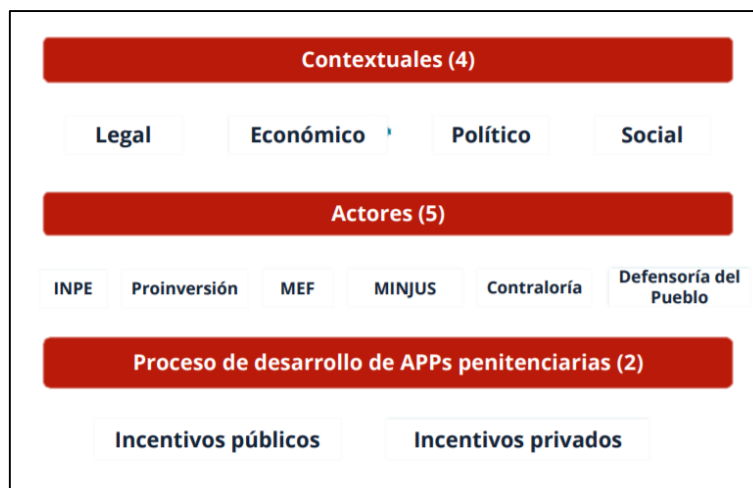 Contextuales (4)
Legal Económico Político Social
Actores (5)
INPE Proinversión MEF MINJUS Contraloría Defensoría del
Pueblo
Proceso de desarrollo de APPs penitenciarias (2)
Incentivos públicos Incentivos privados